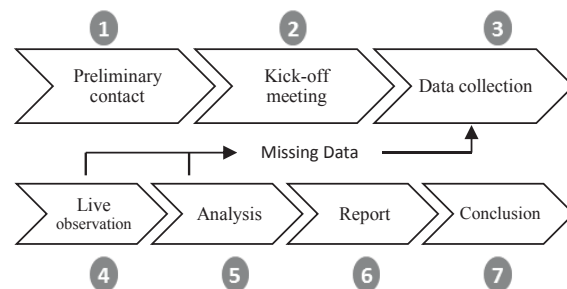 1 2 3
Preliminary
contact
Kick-off
meeting
Data collection
Missing Data
Live
observation
Analysis
Report
Conclusion
4 5 6 7